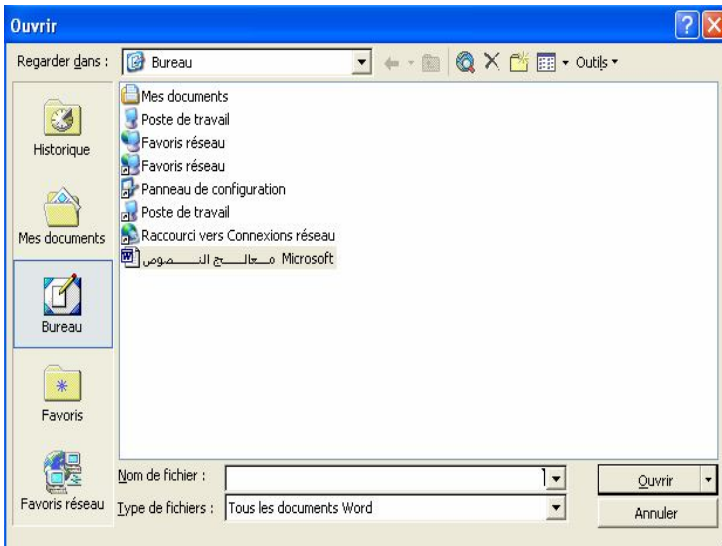 Ouvrir
Regarder dans :
Bureau
Outils
Historique
Mes documents
Bureau
Favoris
Favoris réseau
Mes documents
Poste de travail
Favoris réseau
Favoris réseau
Panneau de configuration
Poste de travail
Raccourci vers Connexions réseau
مـعالـــج النـــــصوص Microsoft
Nom de fichier :
Ouvrir
Type de fichiers :
Tous les documents Word
Annuler